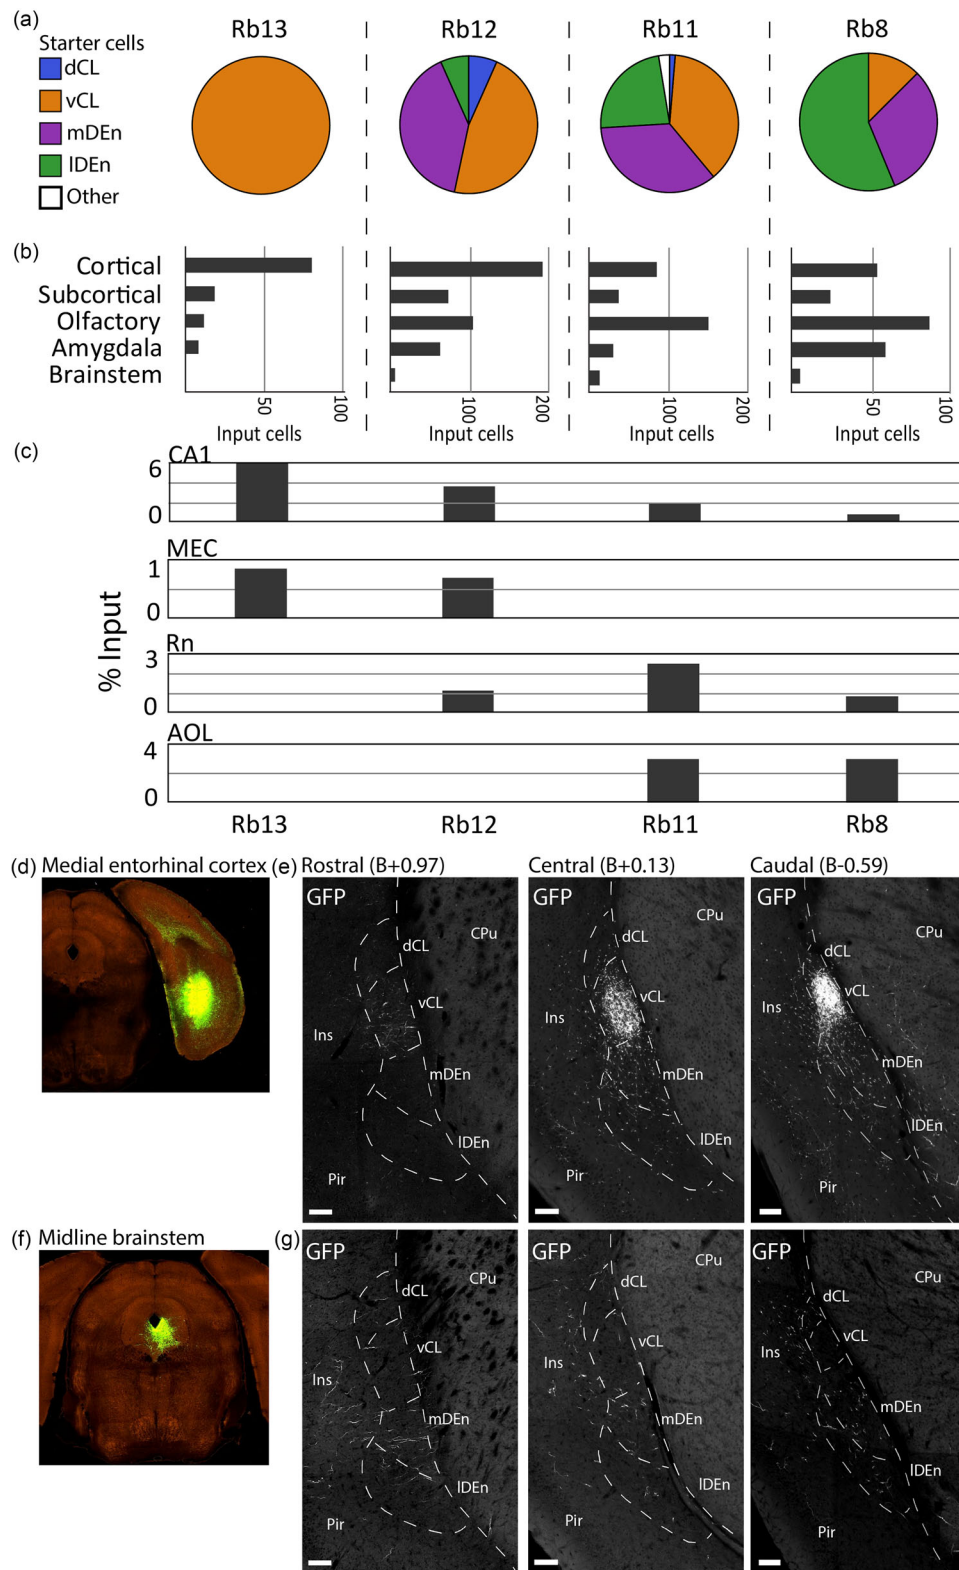 (a)
Rb13 Rb12 Rb11 Rb8
Starter cells
dCL
vCL
mDEn
lDEn
Other
(b)
Cortical
Subcortical
Olfactory
Amygdala
Brainstem
50 100 100 200 100 200 50 100
Input cells Input cells Input cells Input cells
(c)
CA1
6
0
MEC
1
0
% Input
Rn
3
0
AOL
4
0
Rb13 Rb12 Rb11 Rb8
(d) Medial entorhinal cortex
(e) Rostral (B+0.97) Central (B+0.13) Caudal (B-0.59)
GFP GFP GFP
CPu CPu CPu
dCL dCL dCL
vCL vCL vCL
Ins Ins Ins
mDEn mDEn mDEn
lDEn lDEn lDEn
Pir Pir Pir
(f) Midline brainstem
(g)
GFP GFP GFP
CPu CPu CPu
dCL dCL dCL
vCL vCL vCL
Ins Ins Ins
mDEn mDEn mDEn
lDEn lDEn lDEn
Pir Pir Pir